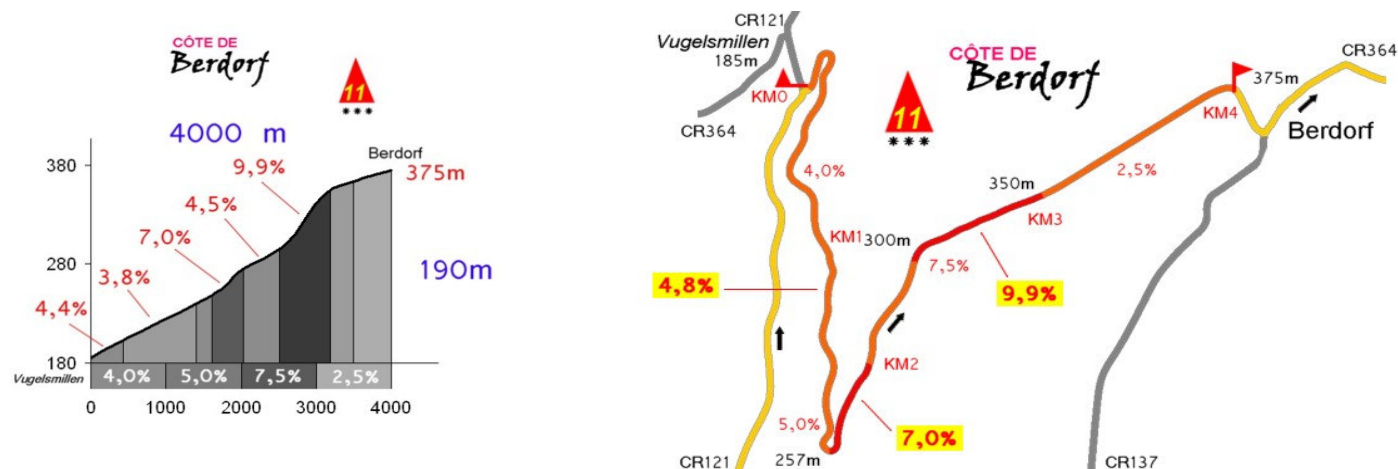 CÔTE DE
Berdorf
11
***
4000 m
380
9,9%
Berdorf
375m
4,5%
7,0%
280
190m
3,8%
4,4%
180
Vugelsmillen
4,0% 5,0% 7,5% 2,5%
0 1000 2000 3000 4000
CR121
Vugelsmillen
185m
KM0
CR364
CÔTE DE
Berdorf
11
***
CR364
375m
KM4
Berdorf
4,0%
350m
2,5%
KM3
KM1
300m
7,5%
4,8%
9,9%
KM2
5,0%
7,0%
257m
CR121
CR137